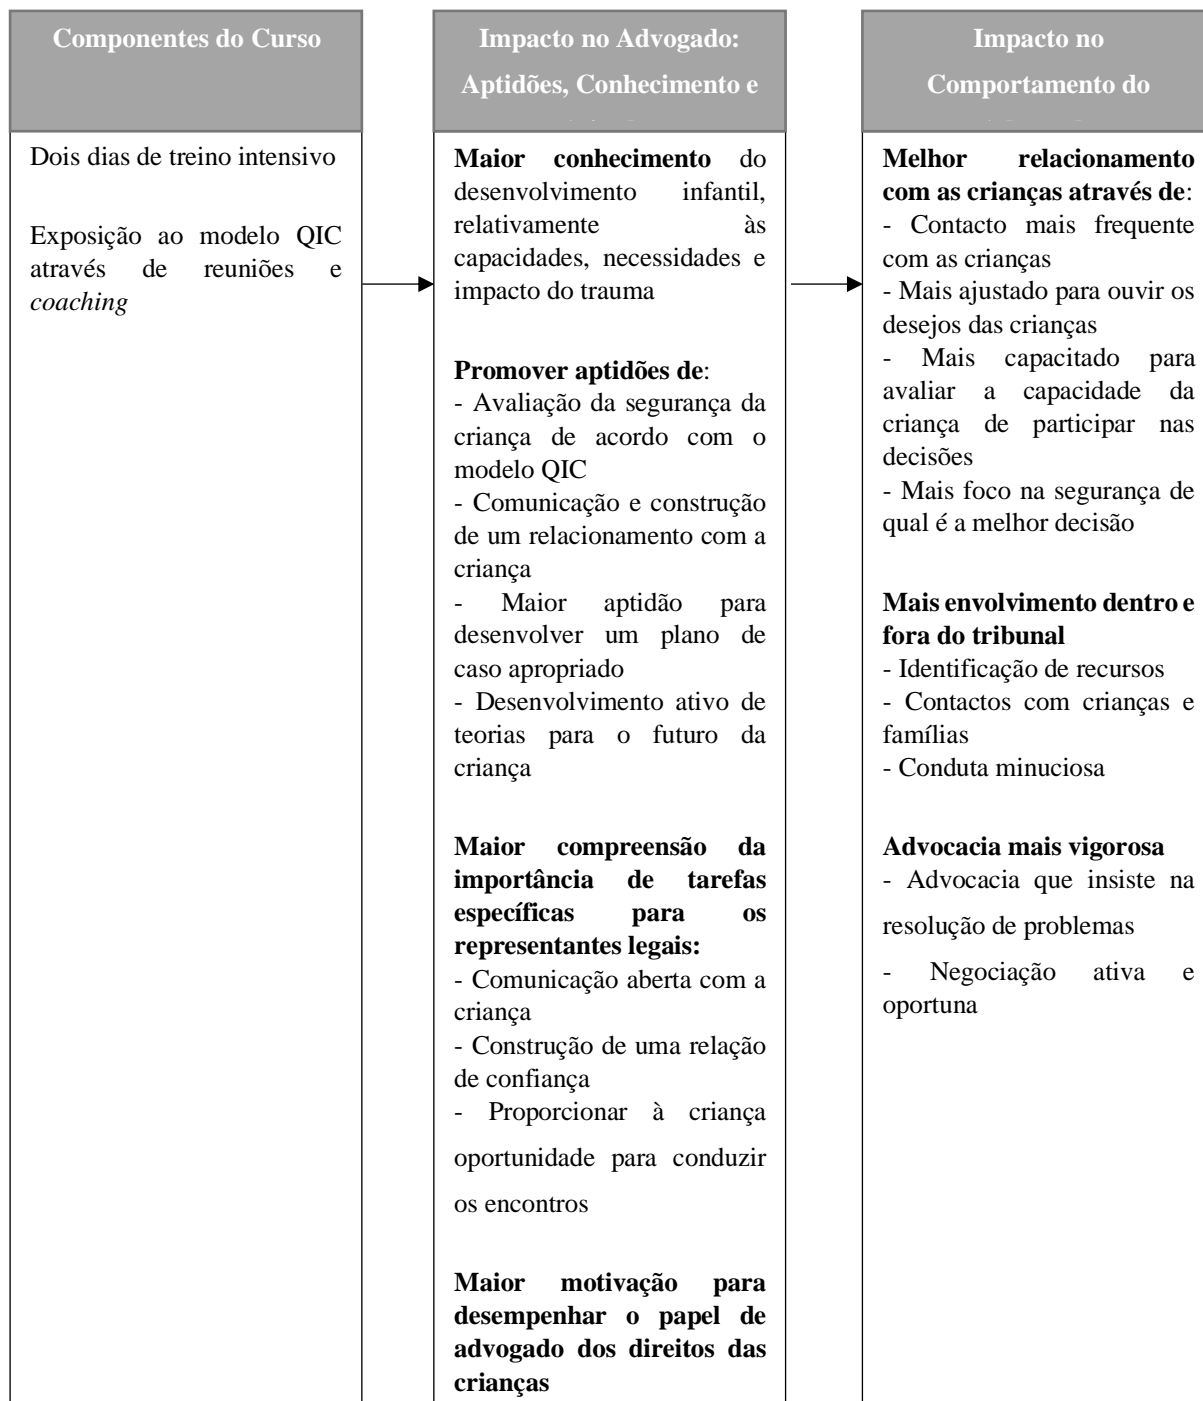 Componentes do Curso
Dois dias de treino intensivo
Exposição ao modelo QIC
através de reuniões e
coaching
Impacto no Advogado:
Aptidões, Conhecimento e
Maior conhecimento do
desenvolvimento infantil,
relativamente às
capacidades, necessidades e
impacto do trauma
Promover aptidões de:
- Avaliação da segurança da
criança de acordo com o
modelo QIC
- Comunicação e construção
de um relacionamento com a
criança
- Maior aptidão para
desenvolver um plano de
caso apropriado
- Desenvolvimento ativo de
teorias para o futuro da
criança
Maior compreensão da
importância de tarefas
específicas para os
representantes legais:
- Comunicação aberta com a
criança
- Construção de uma relação
de confiança
- Proporcionar à criança
oportunidade para conduzir
os encontros
Maior motivação para
desempenhar o papel de
advogado dos direitos das
crianças
Impacto no
Comportamento do
Melhor relacionamento
com as crianças através de:
- Contacto mais frequente
com as crianças
- Mais ajustado para ouvir os
desejos das crianças
- Mais capacitado para
avaliar a capacidade da
criança de participar nas
decisões
- Mais foco na segurança de
qual é a melhor decisão
Mais envolvimento dentro e
fora do tribunal
- Identificação de recursos
- Contactos com crianças e
famílias
- Conduta minuciosa
Advocacia mais vigorosa
- Advocacia que insiste na
resolução de problemas
- Negociação ativa e
oportuna